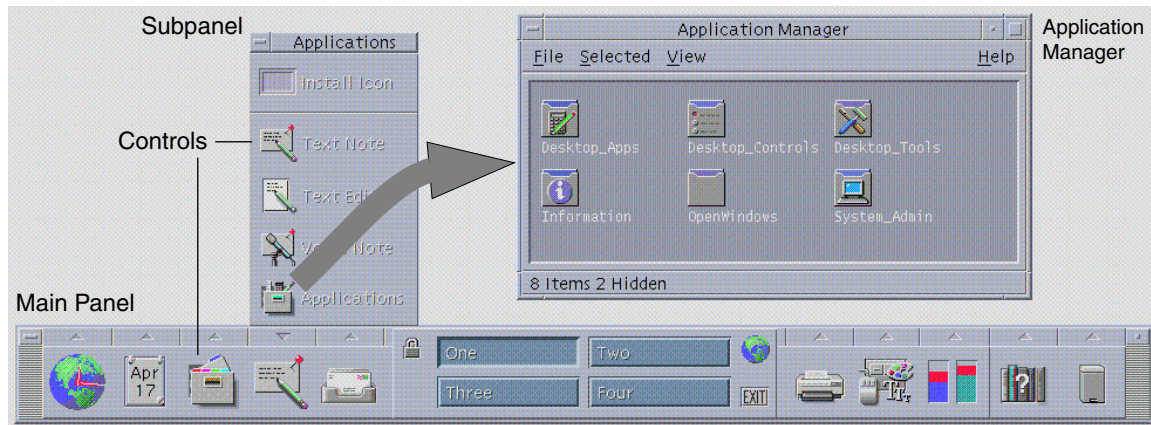 Subpanel
Applications
Install Icon
Controls
Text Note
Text Edi
Voice Note
Applications
Application Manager
Application
Manager
File Selected View Help
Desktop_Apps Desktop_Controls Desktop_Tools
Information OpenWindows System_Admin
8 Items 2 Hidden
Main Panel
Apr
17
One
Two
Three
Four
EXIT
?